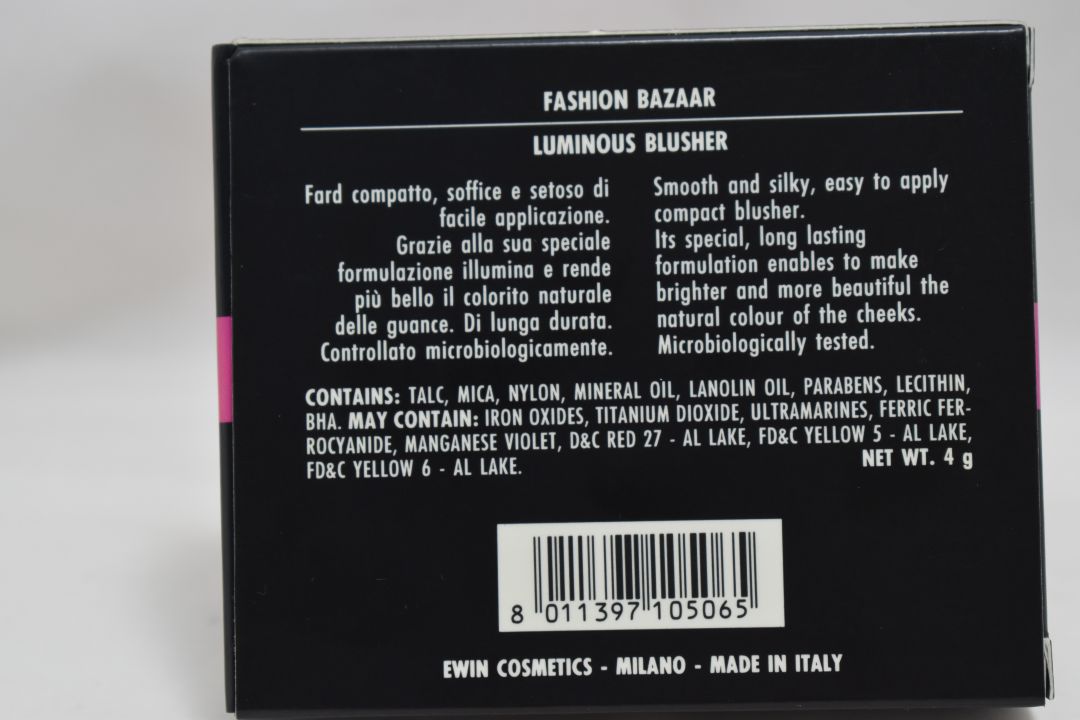 FASHION BAZAAR
LUMINOUS BLUSHER
Fard compatto, soffice e setoso di
facile applicazione.
Grazie alla sua speciale
formulazione illumina e rende
più bello il colorito naturale
delle guance. Di lunga durata.
Controllato microbiologicamente.
Smooth and silky, easy to apply
compact blusher.
Its special, long lasting
formulation enables to make
brighter and more beautiful the
natural colour of the cheeks.
Microbiologically tested.
CONTAINS: TALC, MICA, NYLON, MINERAL OIL, LANOLIN OIL, PARABENS, LECITHIN,
BHA. MAY CONTAIN: IRON OXIDES, TITANIUM DIOXIDE, ULTRAMARINES, FERRIC FER-
ROCYANIDE, MANGANESE VIOLET, D&C RED 27 - AL LAKE, FD&C YELLOW 5 - AL LAKE,
FD&C YELLOW 6 - AL LAKE.
NET WT. 4 g
8 011397 105065
EWIN COSMETICS - MILANO - MADE IN ITALY